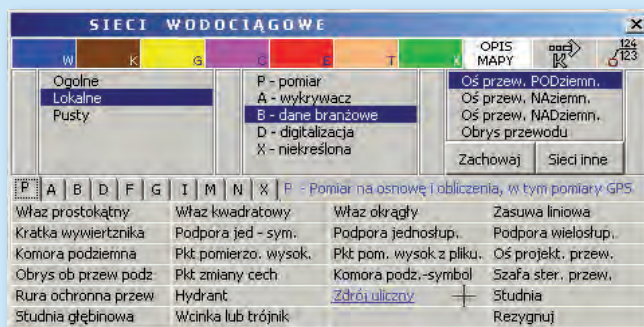 SIECI WODOCIĄGOWE X
W K G C E T X OPIS MAPY K 124 123
Ogolne
Lokalne
Pusty
P - pomiar
A - wykrywacz
B - dane branżowe
D - digitalizacja
X - niekreślona
Oś przew. PODziemn.
Oś przew. NAziemn.
Oś przew. NADziemn.
Obrys przewodu
Zachowaj Sieci inne
P A B D F G I M N X P - Pomiar na osnowę i obliczenia, w tym pomiary GPS
Właz prostokątny Właz kwadratowy Właz okrągły Zasuwa liniowa
Kratka wywiertznika Podpora jed - sym. Podpora jednosłup. Podpora wielosłup.
Komora podziemna Pkt pomierzo. wysok. Pkt pom. wysok z pliku. Oś projekt. przew.
Obrys ob przew podz Pkt zmiany cech Komora podz.-symbol Szafa ster. przew.
Rura ochronna przew Hydrant Zdrój uliczny Studnia
Studnia głębinowa Wcinka lub trójnik Rezygnuj